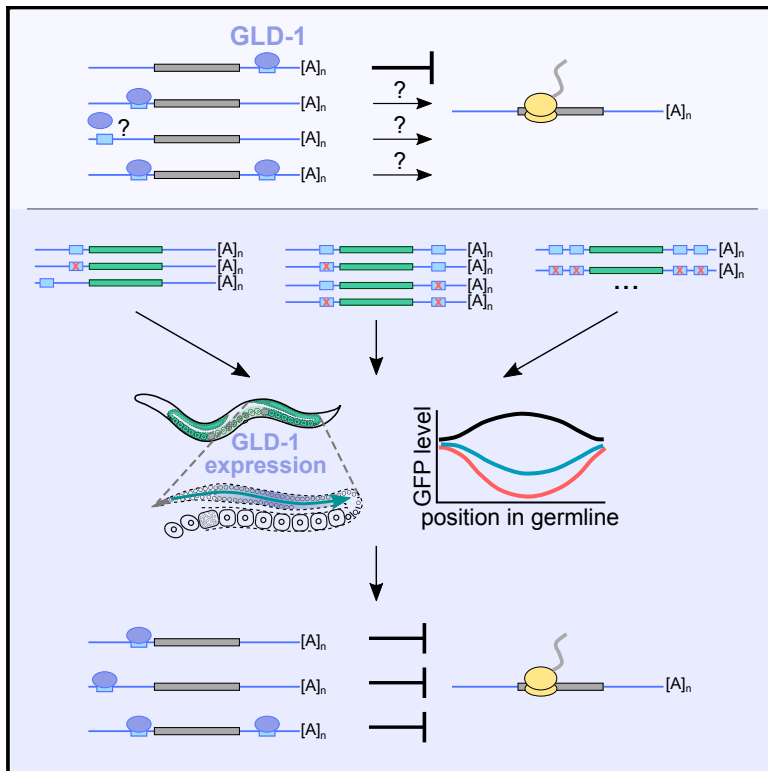 GLD-1
[A]n
?
[A]n
?
?
[A]n
[A]n
?
[A]n
[A]n
[A]n
[A]n
X
[A]n
X
[A]n
[A]n
X
[A]n
X
X
[A]n
[A]n
X X X X
[A]n
...
GLD-1
expression
GFP level
position in germline
[A]n
[A]n
[A]n
[A]n